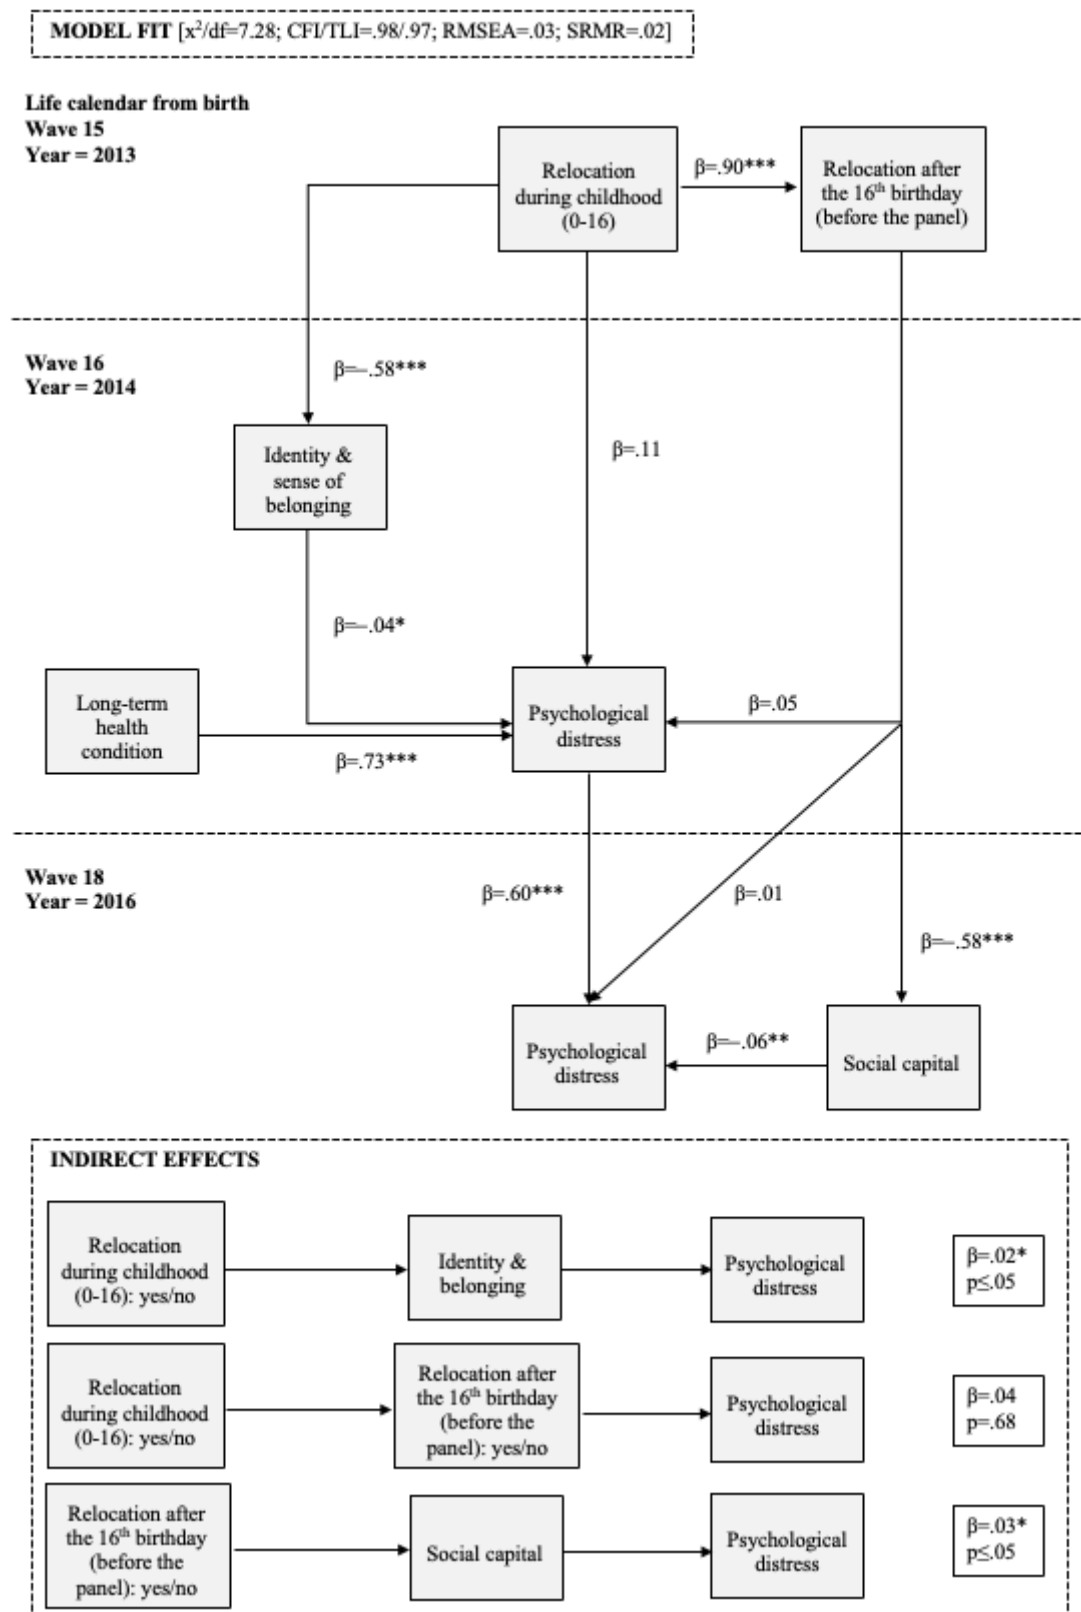 MODEL FIT [x²/df=7.28; CFI/TLI=.98/.97; RMSEA=.03; SRMR=.02]
Life calendar from birth
Wave 15
Year = 2013
Relocation
during childhood
(0-16)
β=.90***
Relocation after
the 16th birthday
(before the panel)
Wave 16
Year = 2014
β=–.58***
Identity &
sense of
belonging
β=.11
β=–.04*
Long-term
health
condition
β=.73***
Psychological
distress
β=.05
Wave 18
Year = 2016
β=.60***
β=.01
β=–.58***
Psychological
distress
β=–.06**
Social capital
INDIRECT EFFECTS
Relocation
during childhood
(0-16): yes/no
Identity &
belonging
Psychological
distress
β=.02*
p≤.05
Relocation
during childhood
(0-16): yes/no
Relocation after
the 16th birthday
(before the
panel): yes/no
Psychological
distress
β=.04
p=.68
Relocation after
the 16th birthday
(before the
panel): yes/no
Social capital
Psychological
distress
β=.03*
p≤.05